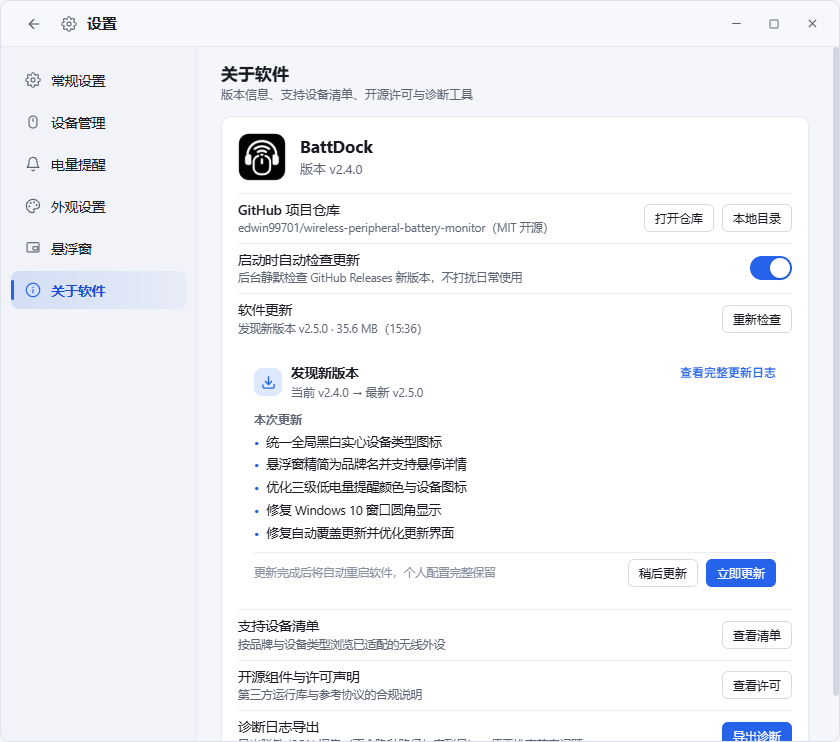 设置
常规设置
设备管理
电量提醒
外观设置
悬浮窗
关于软件
关于软件
版本信息、支持设备清单、开源许可与诊断工具
BattDock
版本 v2.4.0
GitHub 项目仓库
edwin99701/wireless-peripheral-battery-monitor（MIT 开源）
打开仓库
本地目录
启动时自动检查更新
后台静默检查 GitHub Releases 新版本，不打扰日常使用
软件更新
发现新版本 v2.5.0 · 35.6 MB（15:36）
重新检查
发现新版本
当前 v2.4.0 → 最新 v2.5.0
查看完整更新日志
本次更新
• 统一全局黑白实心设备类型图标
• 悬浮窗精简为品牌名并支持悬停详情
• 优化三级低电量提醒颜色与设备图标
• 修复 Windows 10 窗口圆角显示
• 修复自动覆盖更新并优化更新界面
更新完成后将自动重启软件，个人配置完整保留
稍后更新
立即更新
支持设备清单
按品牌与设备类型浏览已适配的无线外设
查看清单
开源组件与许可声明
第三方运行库与参考协议的合规说明
查看许可
诊断日志导出
导出诊断